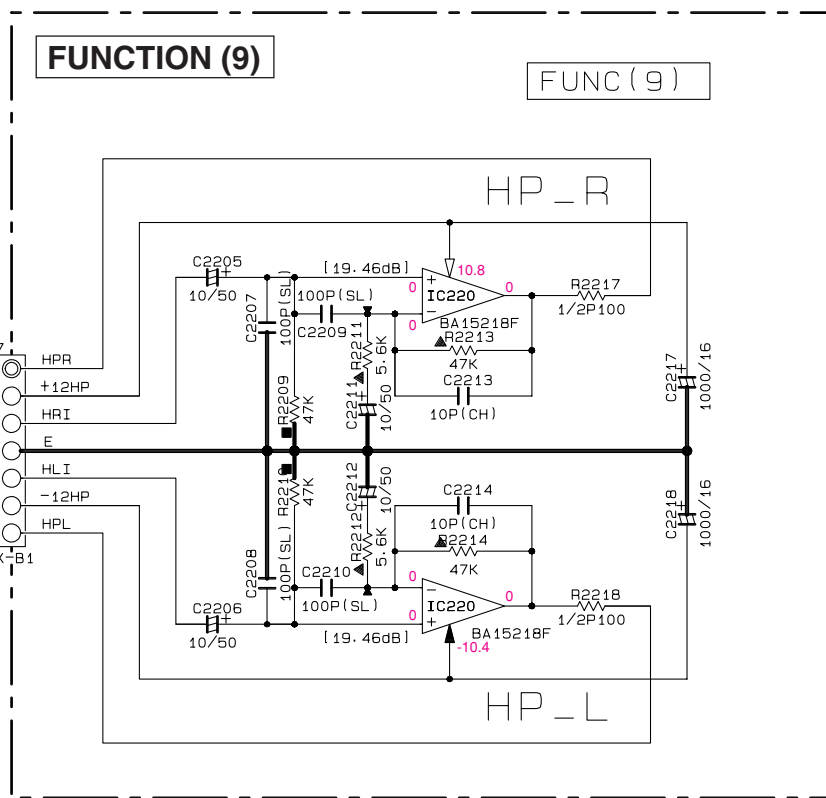 FUNCTION (9)
FUNC(9)
HP_R
C2205
+
10/50
[19.46dB]
10.8
0
+
IC220
0
−
0
BA15218F
R2217
1/2P100
C2207
100P(SL)
100P(SL)
C2209
R2211
5.6K
R2213
47K
C2213
10P(CH)
C2211
+
10/50
R2209
47K
C2217
+
1000/16
7
HPR
+12HP
HRI
E
HLI
-12HP
HPL
X-B1
R2210
47K
C2212
+
10/50
C2214
10P(CH)
R2214
47K
R2212
5.6K
C2218
+
1000/16
C2208
100P(SL)
C2210
100P(SL)
0
−
IC220
0
+
0
BA15218F
R2218
1/2P100
C2206
+
10/50
[19.46dB]
-10.4
HP_L